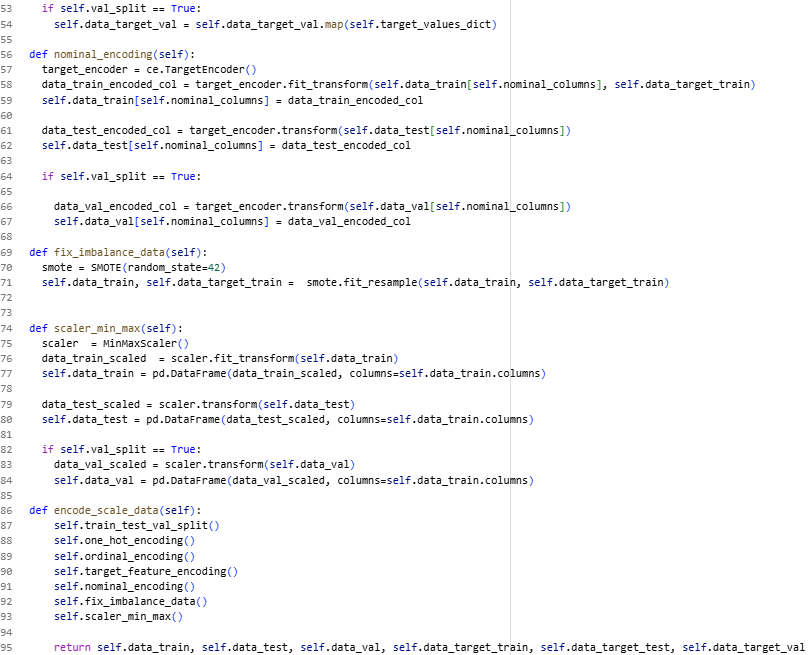 53 if self.val_split == True:
54 self.data_target_val = self.data_target_val.map(self.target_values_dict)
55
56 def nominal_encoding(self):
57 target_encoder = ce.TargetEncoder()
58 data_train_encoded_col = target_encoder.fit_transform(self.data_train[self.nominal_columns], self.data_target_train)
59 self.data_train[self.nominal_columns] = data_train_encoded_col
60
61 data_test_encoded_col = target_encoder.transform(self.data_test[self.nominal_columns])
62 self.data_test[self.nominal_columns] = data_test_encoded_col
63
64 if self.val_split == True:
65
66 data_val_encoded_col = target_encoder.transform(self.data_val[self.nominal_columns])
67 self.data_val[self.nominal_columns] = data_val_encoded_col
68
69 def fix_imbalance_data(self):
70 smote = SMOTE(random_state=42)
71 self.data_train, self.data_target_train =  smote.fit_resample(self.data_train, self.data_target_train)
72
73
74 def scaler_min_max(self):
75 scaler  = MinMaxScaler()
76 data_train_scaled  = scaler.fit_transform(self.data_train)
77 self.data_train = pd.DataFrame(data_train_scaled, columns=self.data_train.columns)
78
79 data_test_scaled = scaler.transform(self.data_test)
80 self.data_test = pd.DataFrame(data_test_scaled, columns=self.data_train.columns)
81
82 if self.val_split == True:
83 data_val_scaled = scaler.transform(self.data_val)
84 self.data_val = pd.DataFrame(data_val_scaled, columns=self.data_train.columns)
85
86 def encode_scale_data(self):
87 self.train_test_val_split()
88 self.one_hot_encoding()
89 self.ordinal_encoding()
90 self.target_feature_encoding()
91 self.nominal_encoding()
92 self.fix_imbalance_data()
93 self.scaler_min_max()
94
95 return self.data_train, self.data_test, self.data_val, self.data_target_train, self.data_target_test, self.data_target_val